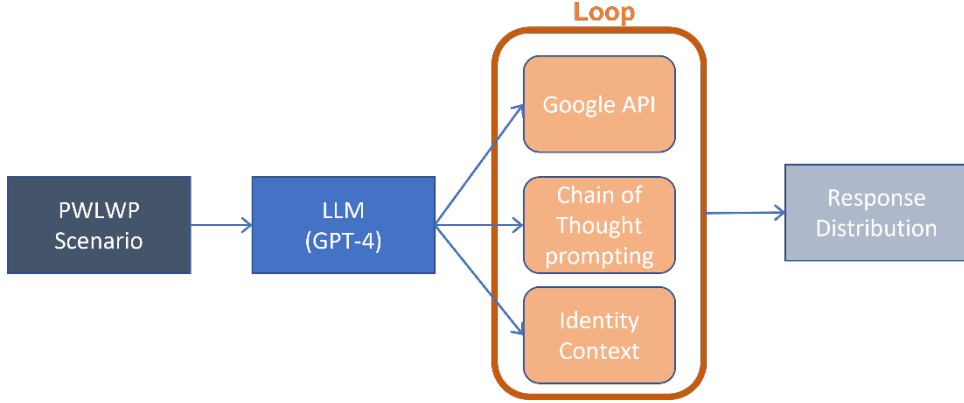 Loop
Google API
PWLWP
Scenario
LLM
(GPT-4)
Chain of
Thought
prompting
Response
Distribution
Identity
Context